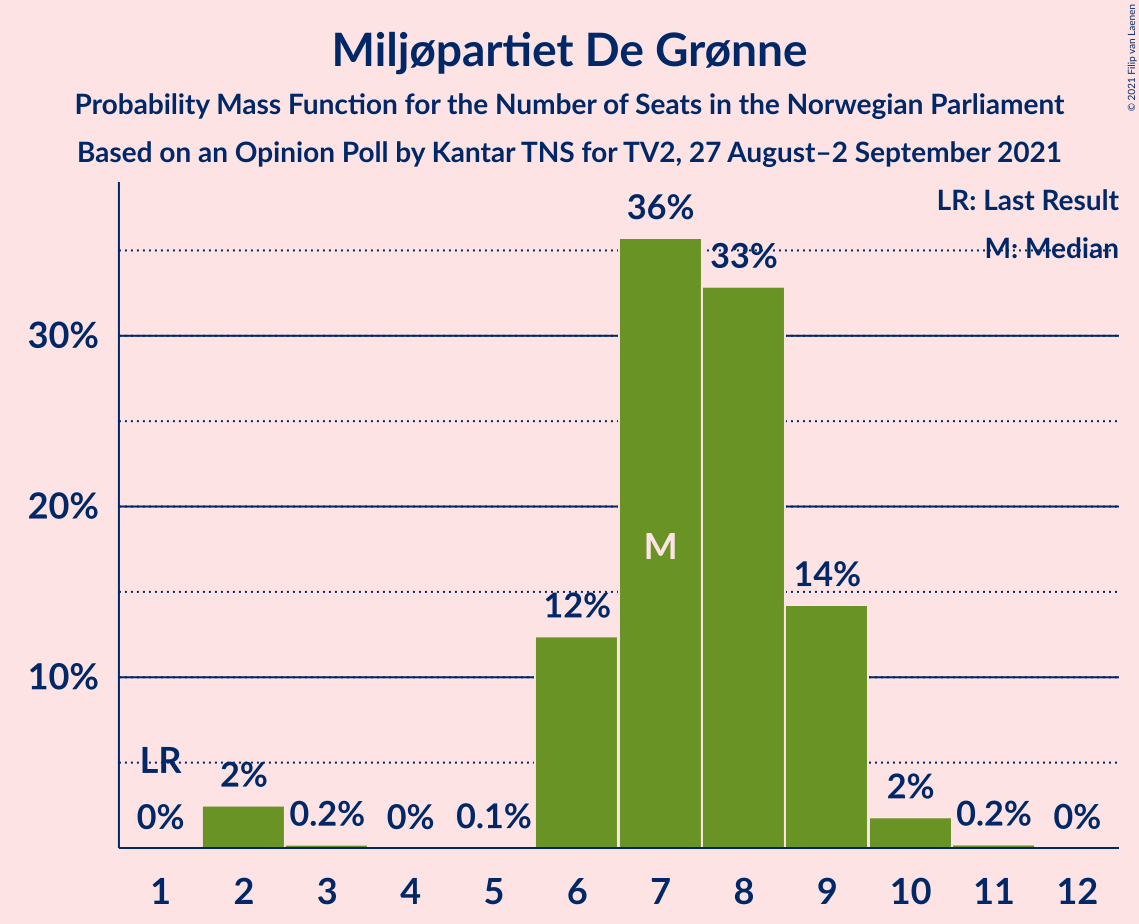 Miljøpartiet De Grønne
Probability Mass Function for the Number of Seats in the Norwegian Parliament
Based on an Opinion Poll by Kantar TNS for TV2, 27 August–2 September 2021
© 2021 Filip van Laenen
LR: Last Result
M: Median
30%
20%
10%
LR
0%
2%
0.2%
0%
0.1%
12%
36%
M
33%
14%
2%
0.2%
0%
1 2 3 4 5 6 7 8 9 10 11 12